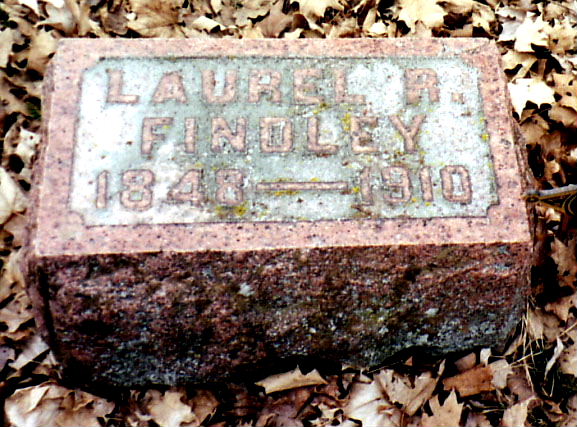 LAUREL R.
FINDLEY
1848 — 1910